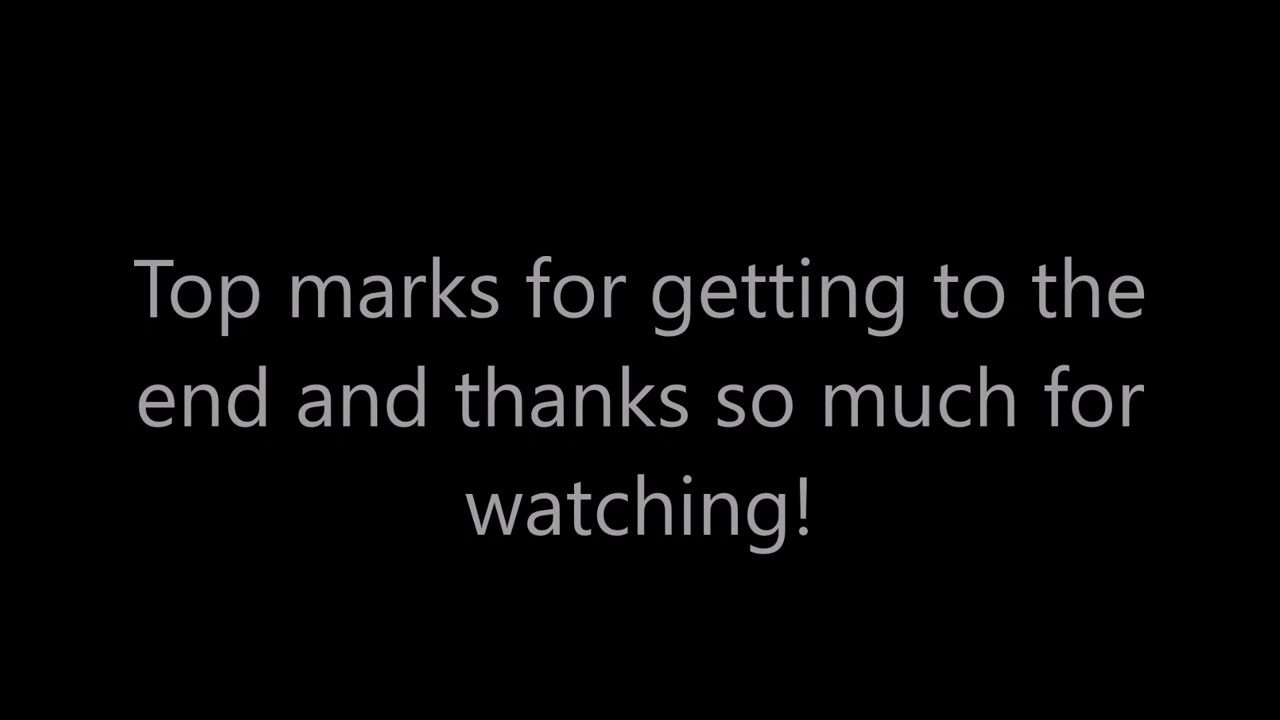 Top marks for getting to the
end and thanks so much for
watching!